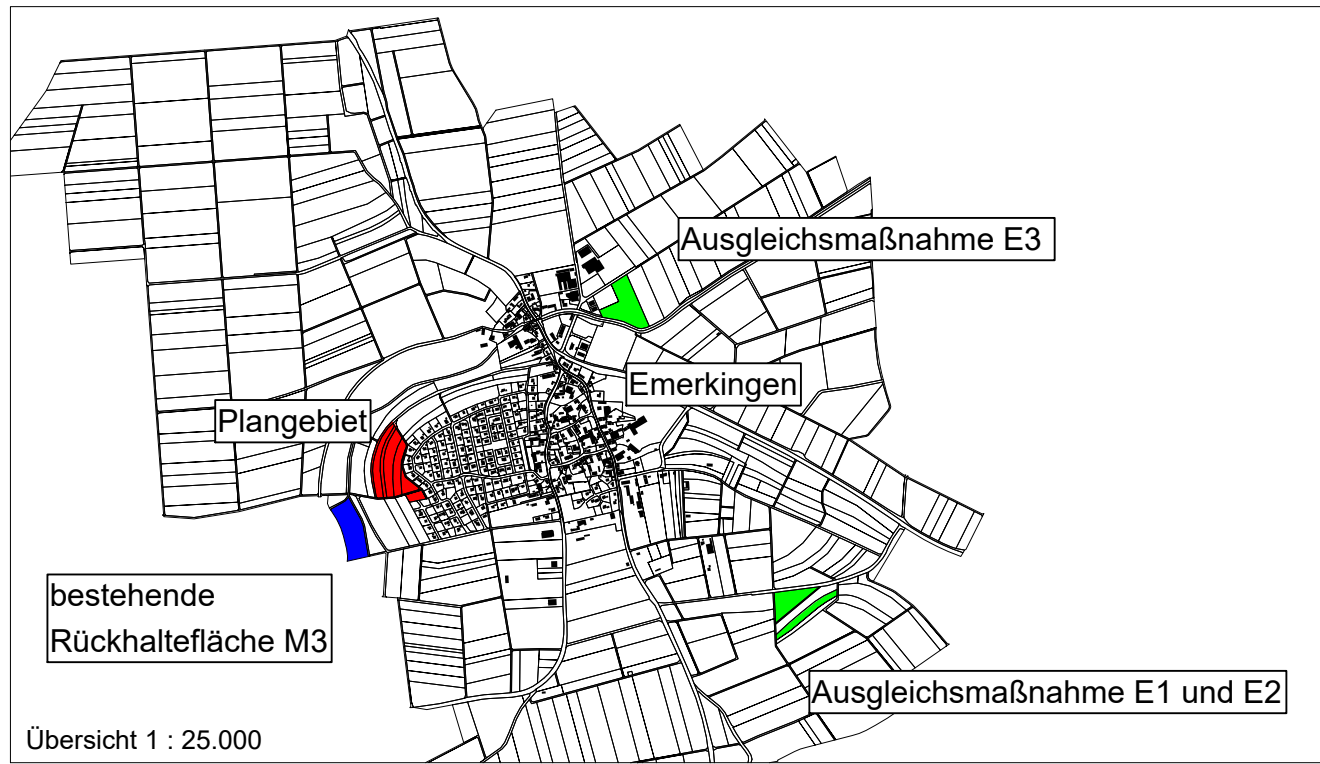 Ausgleichsmaßnahme E3
Emerkingen
Plangebiet
bestehende
Rückhaltefläche M3
Ausgleichsmaßnahme E1 und E2
Übersicht 1 : 25.000